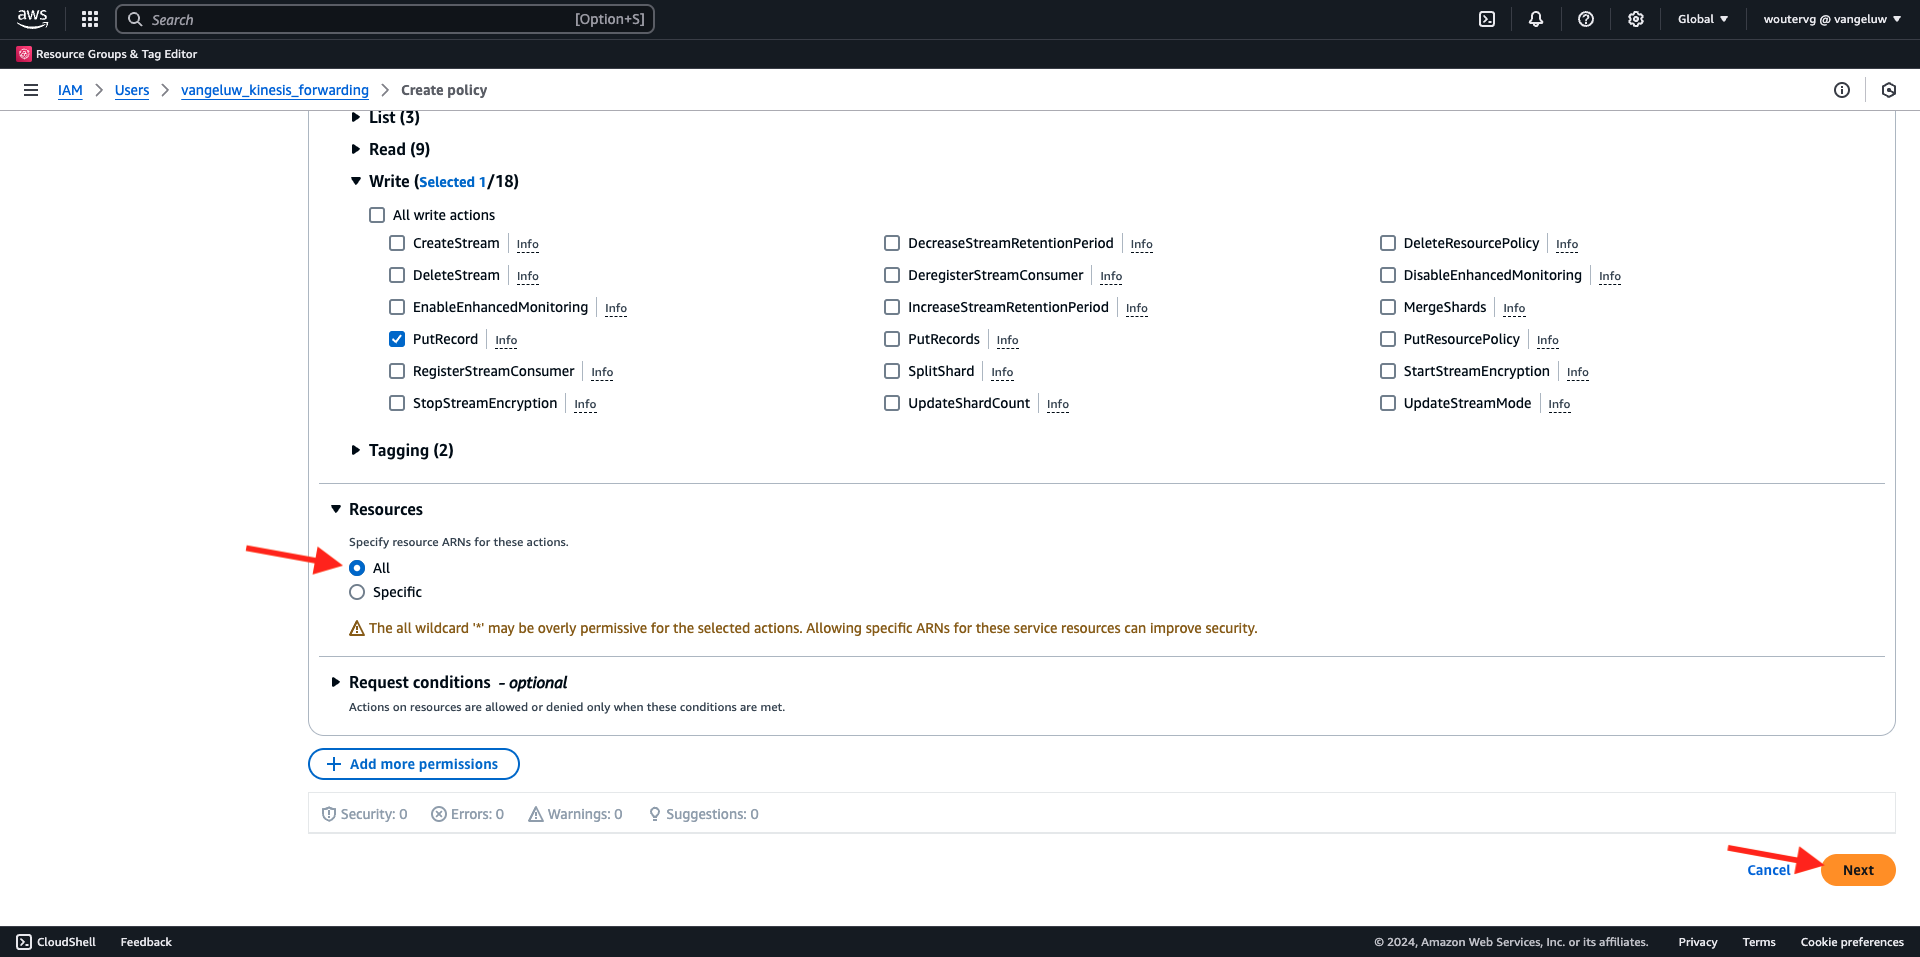 aws Search [Option+S] Global woutervg @ vangeluw
Resource Groups & Tag Editor
IAM Users vangeluw_kinesis_forwarding Create policy
List (3)
Read (9)
Write (Selected 1/18)
All write actions
CreateStream Info DecreaseStreamRetentionPeriod Info DeleteResourcePolicy Info
DeleteStream Info DeregisterStreamConsumer Info DisableEnhancedMonitoring Info
EnableEnhancedMonitoring Info IncreaseStreamRetentionPeriod Info MergeShards Info
PutRecord Info PutRecords Info PutResourcePolicy Info
RegisterStreamConsumer Info SplitShard Info StartStreamEncryption Info
StopStreamEncryption Info UpdateShardCount Info UpdateStreamMode Info
Tagging (2)
Resources
Specify resource ARNs for these actions.
All
Specific
The all wildcard '*' may be overly permissive for the selected actions. Allowing specific ARNs for these service resources can improve security.
Request conditions - optional
Actions on resources are allowed or denied only when these conditions are met.
Add more permissions
Security: 0 Errors: 0 Warnings: 0 Suggestions: 0
Cancel Next
CloudShell Feedback © 2024, Amazon Web Services, Inc. or its affiliates. Privacy Terms Cookie preferences